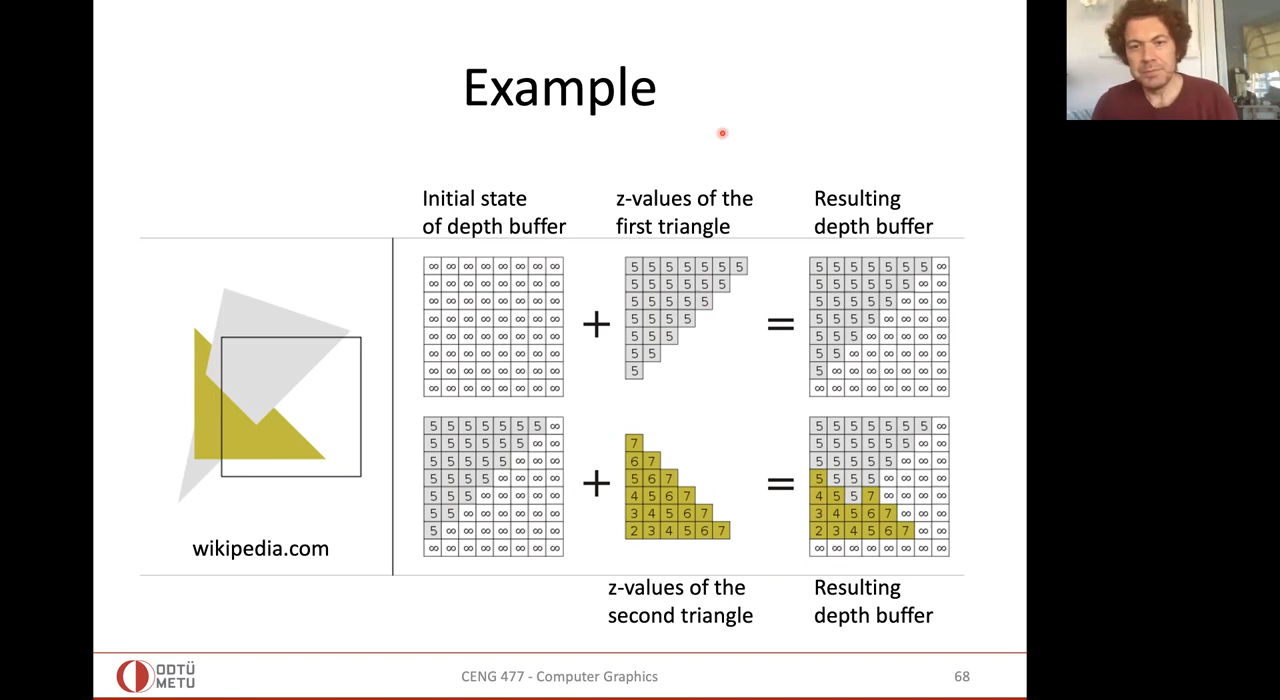 Example
Initial state
of depth buffer
z-values of the
first triangle
Resulting
depth buffer
∞ ∞ ∞ ∞ ∞ ∞ ∞ ∞
∞ ∞ ∞ ∞ ∞ ∞ ∞ ∞
∞ ∞ ∞ ∞ ∞ ∞ ∞ ∞
∞ ∞ ∞ ∞ ∞ ∞ ∞ ∞
∞ ∞ ∞ ∞ ∞ ∞ ∞ ∞
∞ ∞ ∞ ∞ ∞ ∞ ∞ ∞
∞ ∞ ∞ ∞ ∞ ∞ ∞ ∞
∞ ∞ ∞ ∞ ∞ ∞ ∞ ∞
+
5 5 5 5 5 5 5
5 5 5 5 5 5
5 5 5 5 5
5 5 5 5
5 5 5
5 5
5
=
5 5 5 5 5 5 5 ∞
5 5 5 5 5 5 ∞ ∞
5 5 5 5 5 ∞ ∞ ∞
5 5 5 5 ∞ ∞ ∞ ∞
5 5 5 ∞ ∞ ∞ ∞ ∞
5 5 ∞ ∞ ∞ ∞ ∞ ∞
5 ∞ ∞ ∞ ∞ ∞ ∞ ∞
∞ ∞ ∞ ∞ ∞ ∞ ∞ ∞
5 5 5 5 5 5 5 ∞
5 5 5 5 5 5 ∞ ∞
5 5 5 5 5 ∞ ∞ ∞
5 5 5 5 ∞ ∞ ∞ ∞
5 5 5 ∞ ∞ ∞ ∞ ∞
5 5 ∞ ∞ ∞ ∞ ∞ ∞
5 ∞ ∞ ∞ ∞ ∞ ∞ ∞
∞ ∞ ∞ ∞ ∞ ∞ ∞ ∞
+
7
6 7
5 6 7
4 5 6 7
3 4 5 6 7
2 3 4 5 6 7
=
5 5 5 5 5 5 5 ∞
5 5 5 5 5 5 ∞ ∞
5 5 5 5 5 ∞ ∞ ∞
5 5 5 5 ∞ ∞ ∞ ∞
4 5 5 7 ∞ ∞ ∞ ∞
3 4 5 6 7 ∞ ∞ ∞
2 3 4 5 6 7 ∞ ∞
∞ ∞ ∞ ∞ ∞ ∞ ∞ ∞
wikipedia.com
z-values of the
second triangle
Resulting
depth buffer
ODTÜ
METU
CENG 477 - Computer Graphics
68